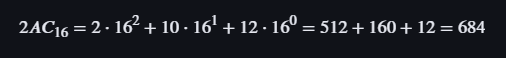 2AC₁₆ = 2 · 16² + 10 · 16¹ + 12 · 16⁰ = 512 + 160 + 12 = 684